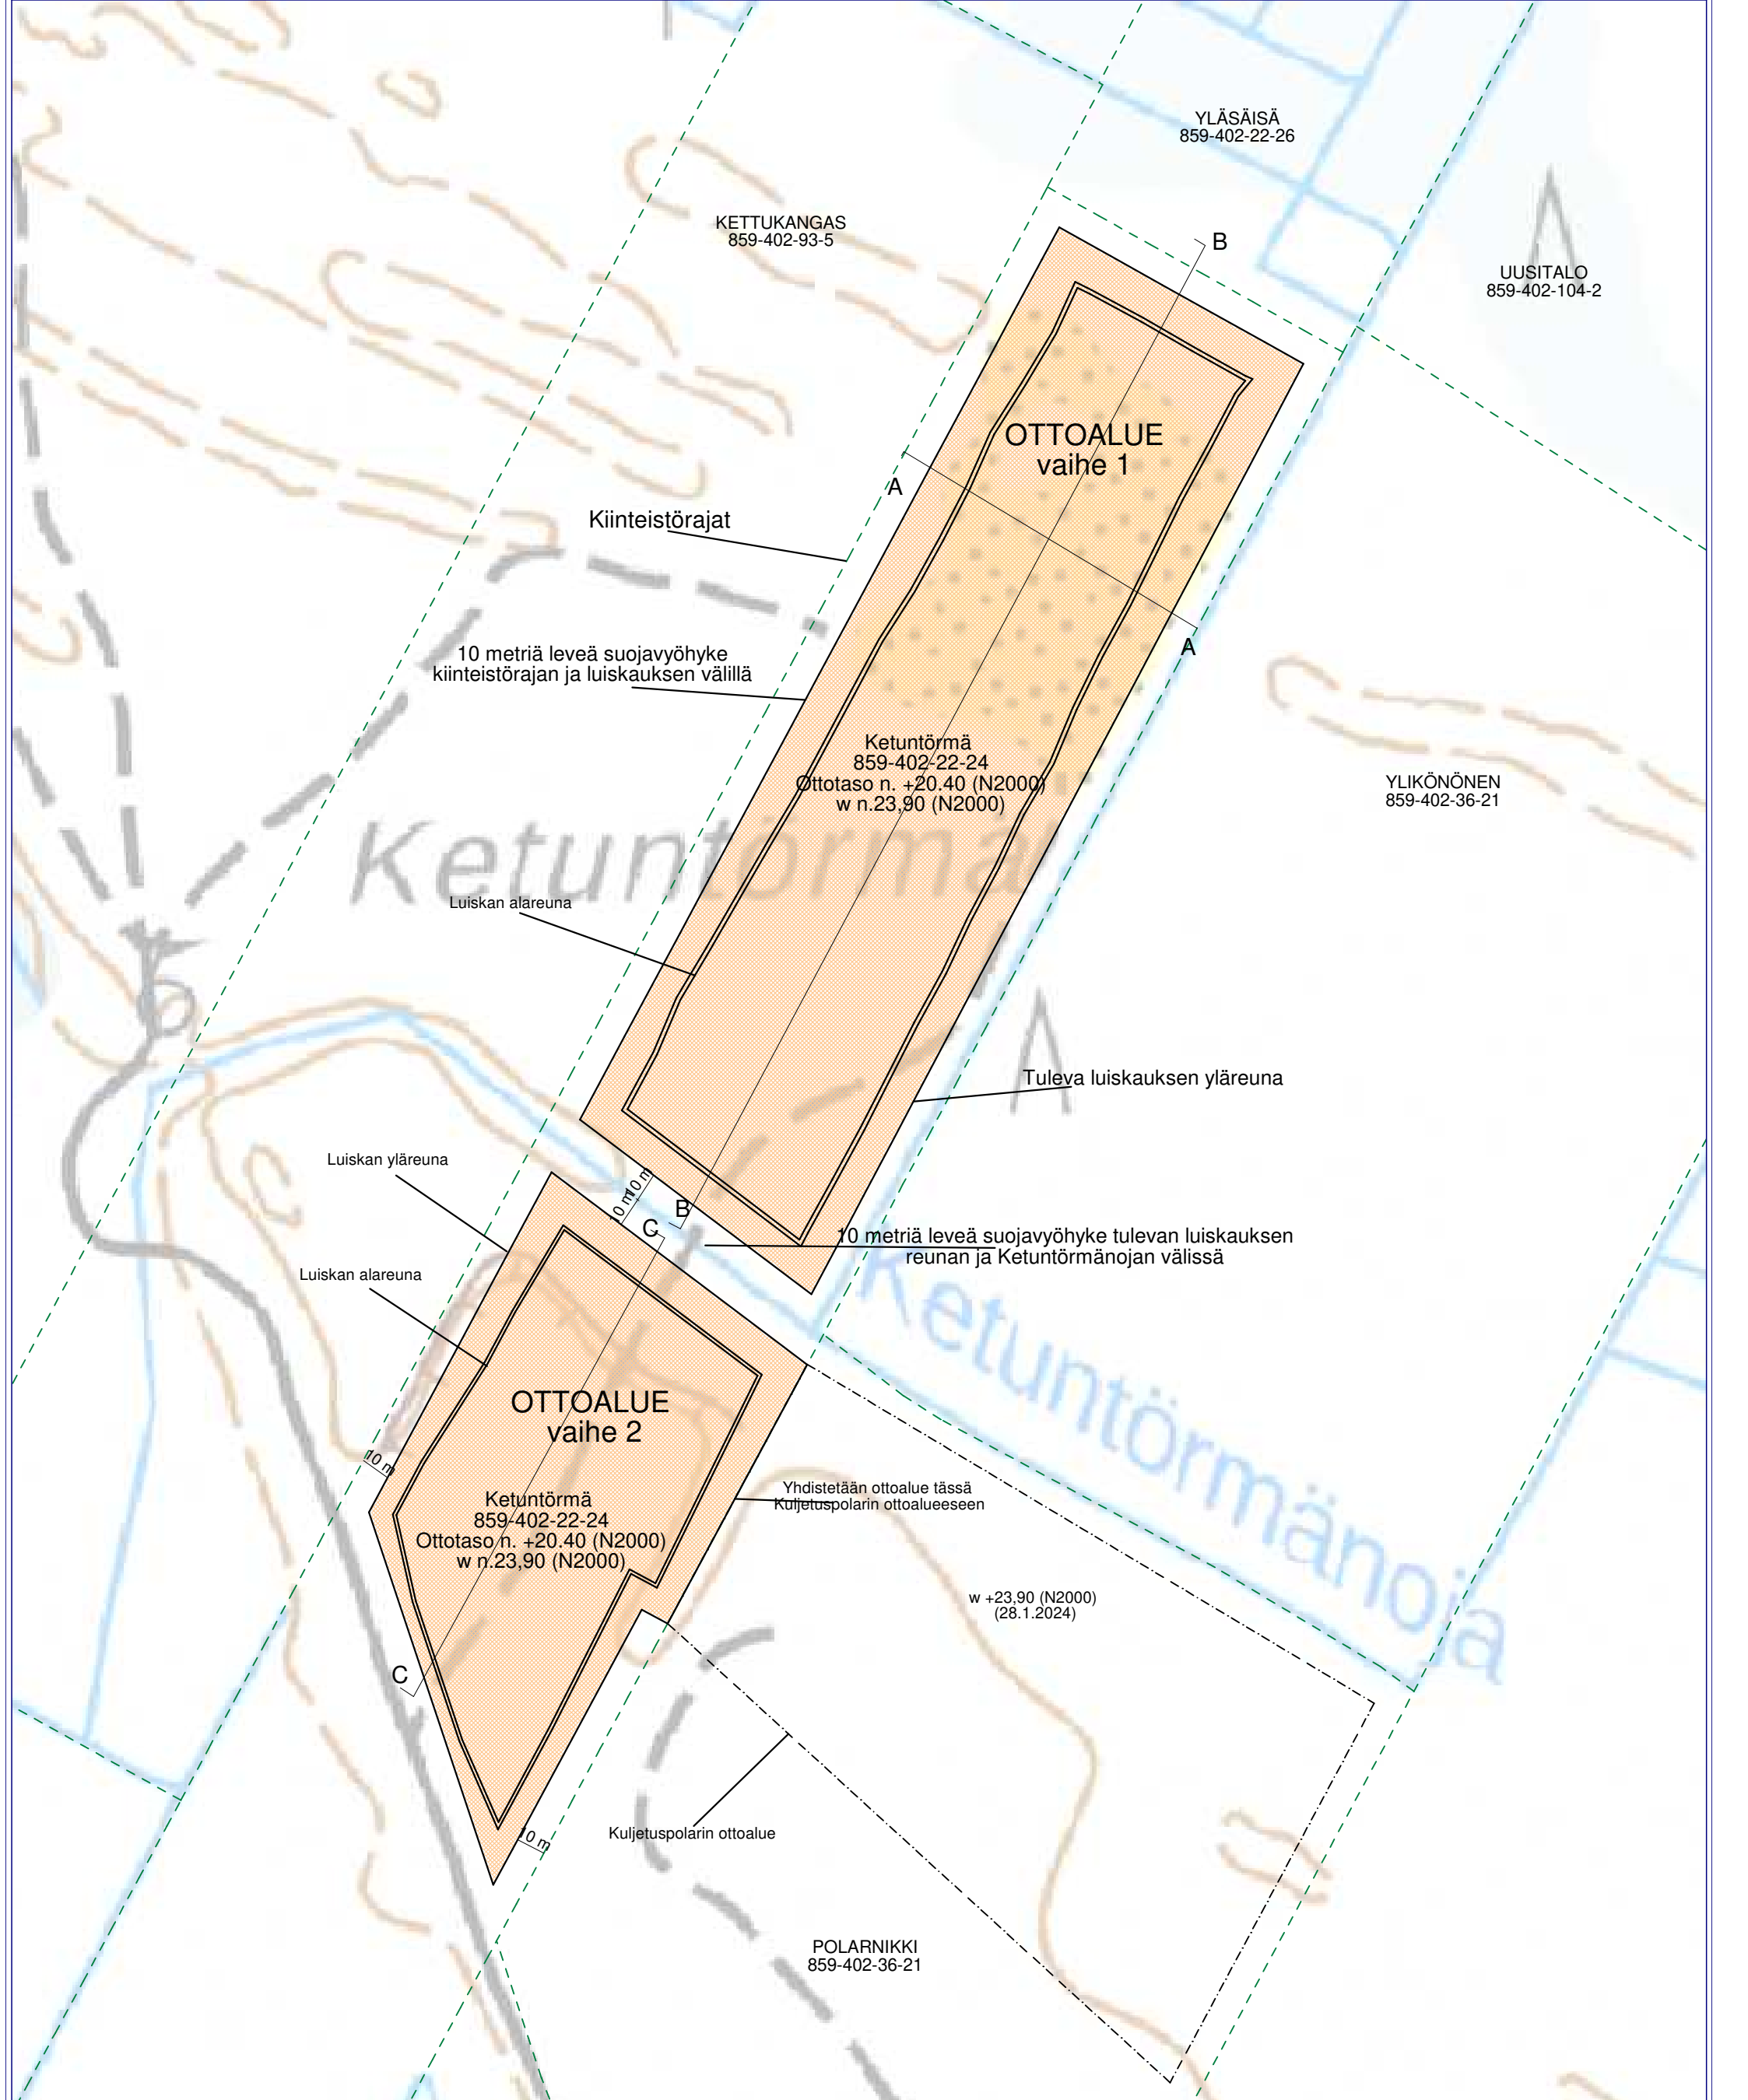 YLÄSÄISÄ
859-402-22-26
KETTUKANGAS
859-402-93-5
B
UUSITALO
859-402-104-2
OTTOALUE
vaihe 1
A
Kiinteistörajat
A
10 metriä leveä suojavyöhyke
kiinteistörajan ja luiskauksen välillä
Ketuntörmä
859-402-22-24
Ottotaso n. +20.40 (N2000)
w n.23,90 (N2000)
YLIKÖNÖNEN
859-402-36-21
Ketuntörmä
Luiskan alareuna
Tuleva luiskauksen yläreuna
Luiskan yläreuna
10 m
10 m
B
C
10 metriä leveä suojavyöhyke tulevan luiskauksen
reunan ja Ketuntörmänojan välissä
Luiskan alareuna
Ketuntörmänoja
OTTOALUE
vaihe 2
10 m
Yhdistetään ottoalue tässä
Kuljetuspolarin ottoalueeseen
Ketuntörmä
859-402-22-24
Ottotaso n. +20.40 (N2000)
w n.23,90 (N2000)
w +23,90 (N2000)
(28.1.2024)
C
10 m
Kuljetuspolarin ottoalue
POLARNIKKI
859-402-36-21